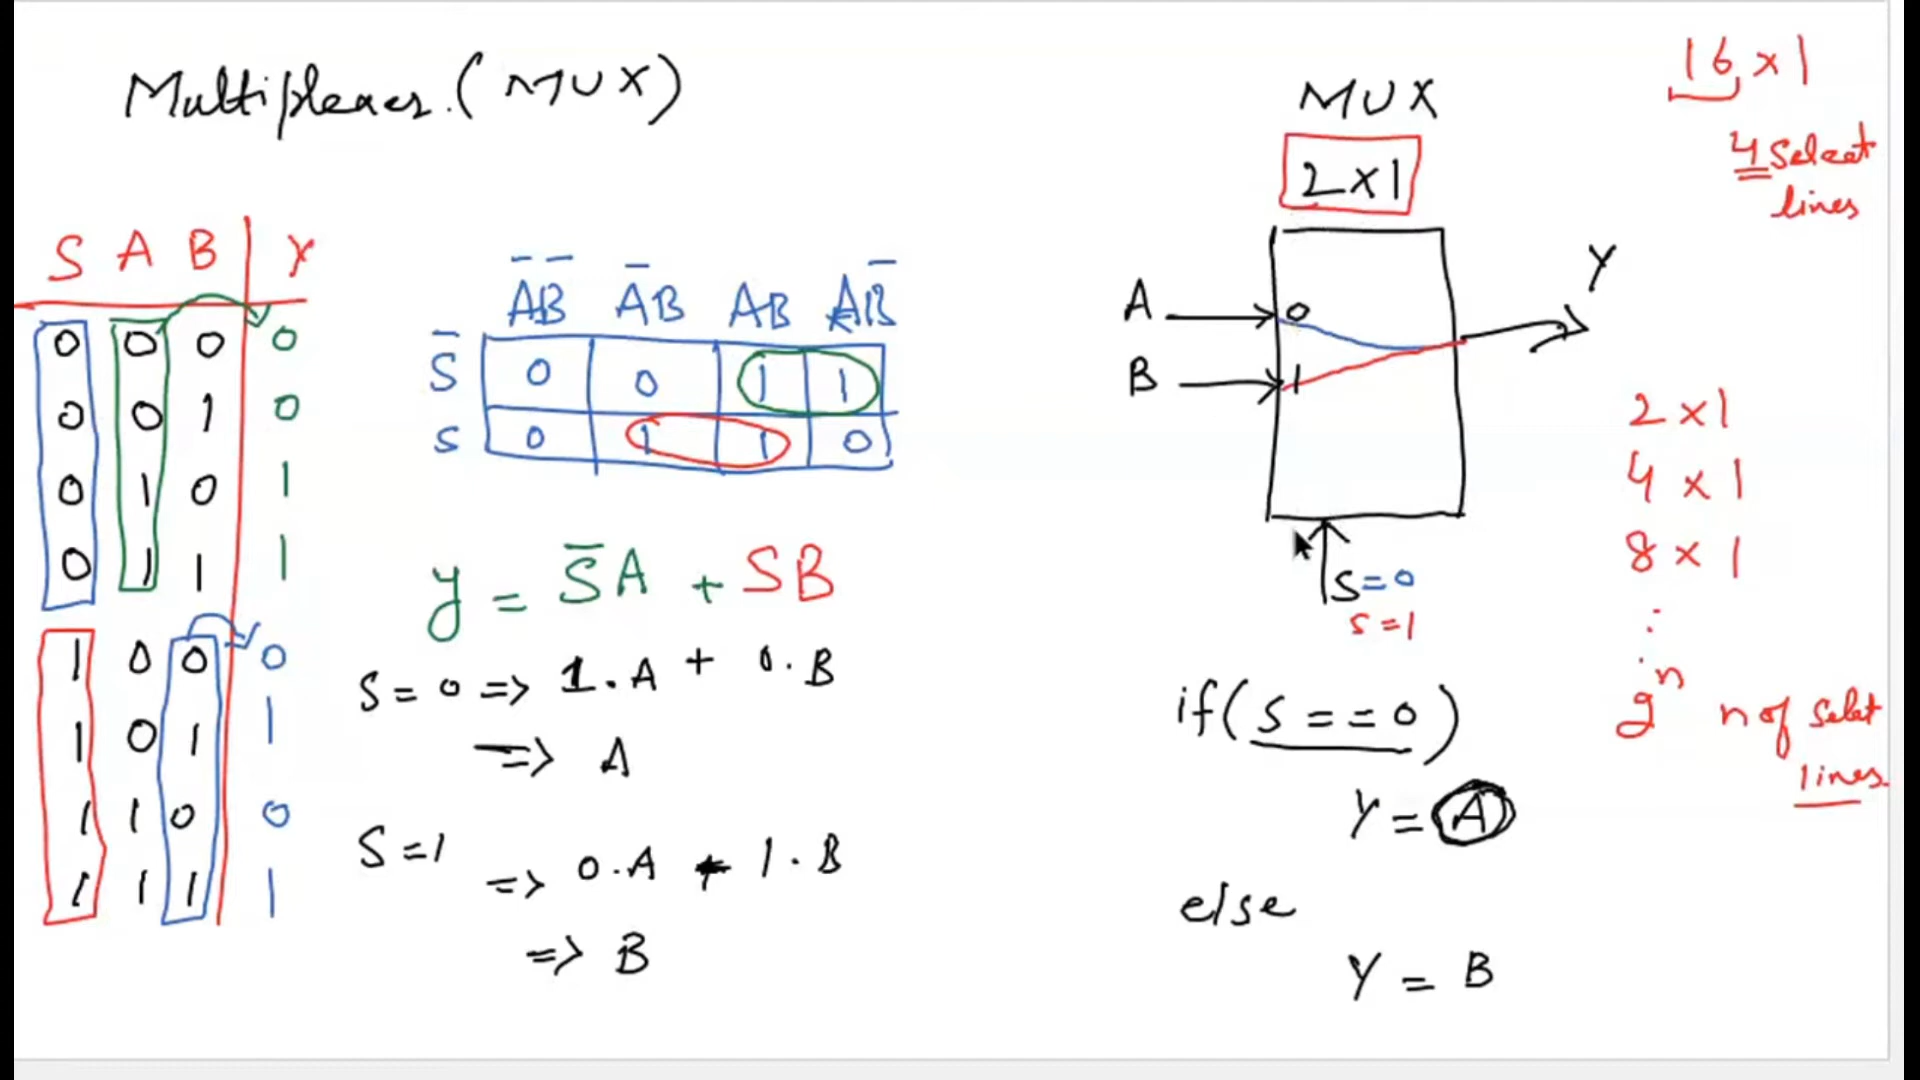 Multiplexer. (MUX)
S A B Y
0 0 0 0
0 0 1 0
0 1 0 1
0 1 1 1
1 0 0 0
1 0 1 1
1 1 0 0
1 1 1 1
A̅B̅ A̅B AB AB̅
S̅ 0 0 1 1
S 0 1 1 0
y = S̅A + SB
S = 0 => 1.A + 0.B
=> A
S=1 => 0.A + 1.B
=> B
MUX
2x1
A 0
B 1
Y
S=0
S=1
if(S==0)
Y = A
else
Y = B
16x1
4 Select
lines
2x1
4x1
8x1
:
2ⁿ n of Select
lines